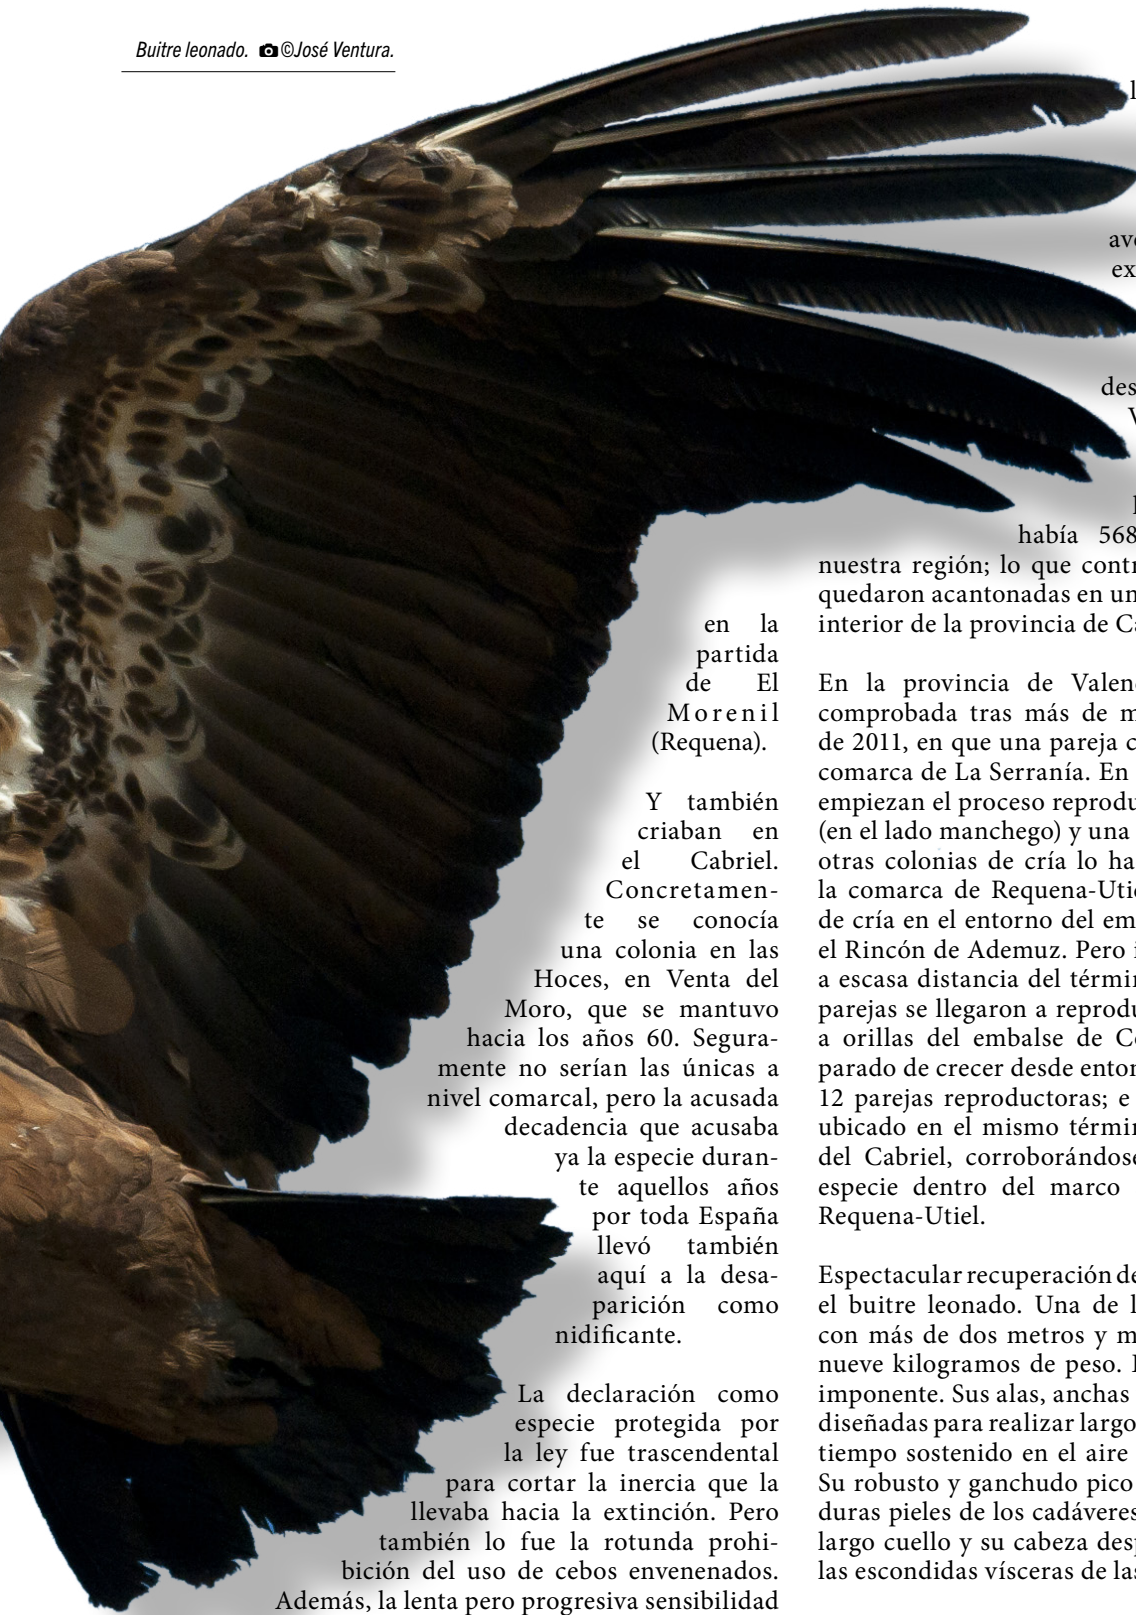 Buitre leonado. ©José Ventura.
en la
partida
de El
Morenil
(Requena).
Y también
criaban en
el Cabriel.
Concretamen-
te se conocía
una colonia en las
Hoces, en Venta del
Moro, que se mantuvo
hacia los años 60. Segura-
mente no serían las únicas a
nivel comarcal, pero la acusada
decadencia que acusaba
ya la especie duran-
te aquellos años
por toda España
llevó también
aquí a la desa-
parición como
nidificante.
La declaración como
especie protegida por
la ley fue trascendental
para cortar la inercia que la
llevaba hacia la extinción. Pero
también lo fue la rotunda prohi-
bición del uso de cebos envenenados.
Además, la lenta pero progresiva sensibilidad
l
av
ex
des
había 568
nuestra región; lo que contr
quedaron acantonadas en un
interior de la provincia de Ca
En la provincia de Valen
comprobada tras más de m
de 2011, en que una pareja c
comarca de La Serranía. En
empiezan el proceso reprodu
(en el lado manchego) y una
otras colonias de cría lo ha
la comarca de Requena-Utie
de cría en el entorno del em
el Rincón de Ademuz. Pero i
a escasa distancia del términ
parejas se llegaron a reprodu
a orillas del embalse de Co
parado de crecer desde enton
12 parejas reproductoras; e
ubicado en el mismo términ
del Cabriel, corroborándose
especie dentro del marco
Requena-Utiel.
Espectacular recuperación de
el buitre leonado. Una de l
con más de dos metros y m
nueve kilogramos de peso.
imponente. Sus alas, anchas
diseñadas para realizar largo
tiempo sostenido en el aire
Su robusto y ganchudo pico
duras pieles de los cadáveres
largo cuello y su cabeza desp
las escondidas vísceras de las